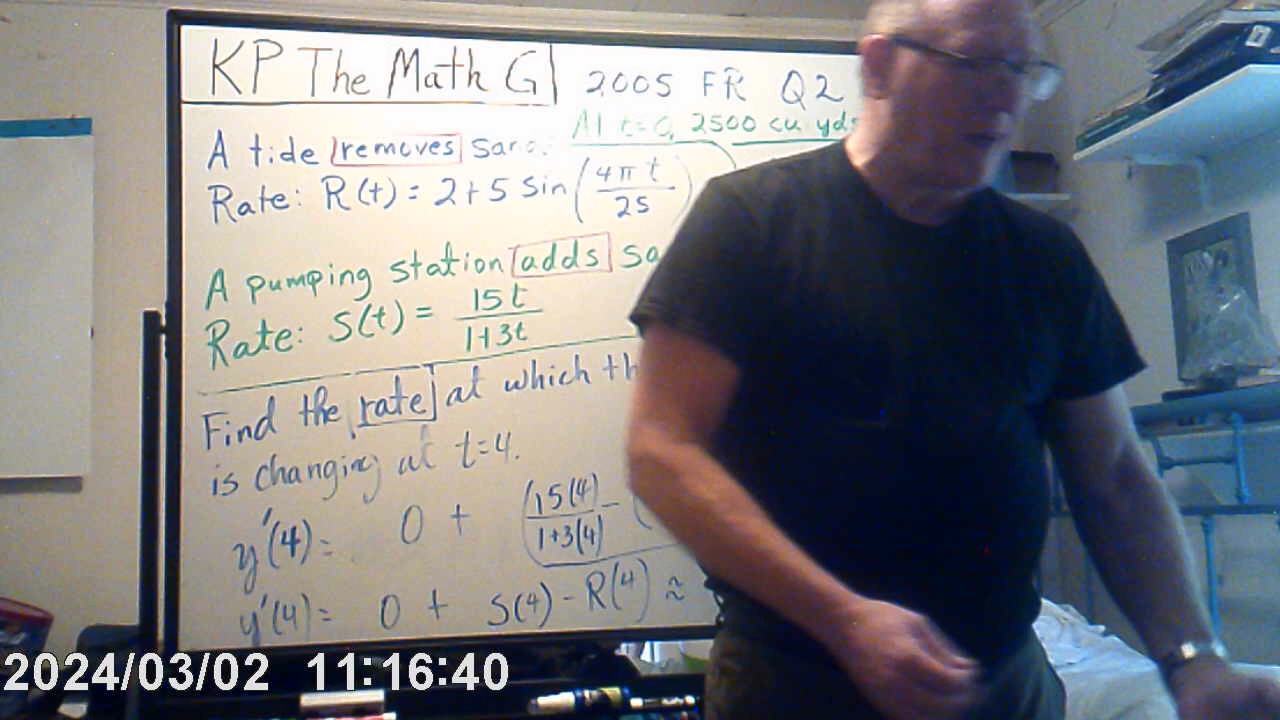 KP The Math G
2005 FR Q2
At t=0, 2500 cu yds
A tide removes sand.
Rate: R(t) = 2+5 sin(4πt/25)
A pumping station adds sa
Rate: S(t) = 15t/1+3t
Find the rate at which th
is changing at t=4.
y'(4)= 0 + (15(4)/1+3(4) - (
y'(4)= 0 + S(4) - R(4) ≈
2024/03/02 11:16:40